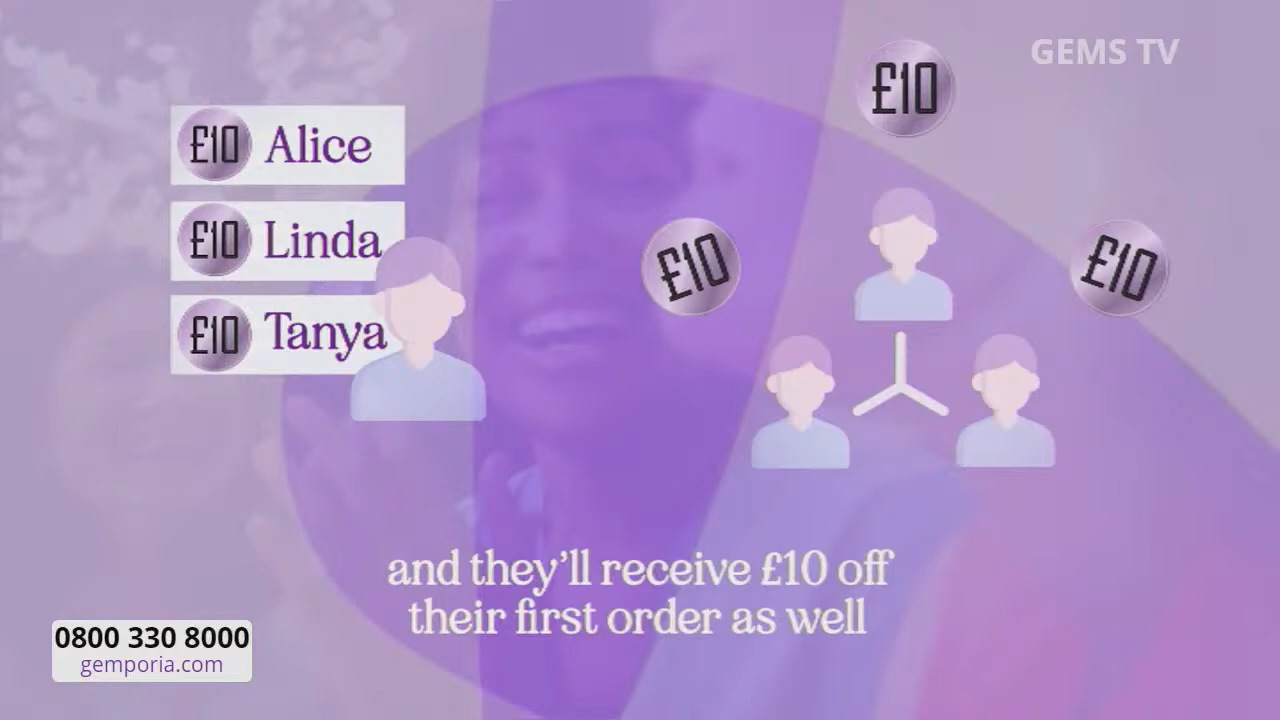 GEMS TV
£10
£10 Alice
£10 Linda
£10 Tanya
£10
£10
and they'll receive £10 off
their first order as well
0800 330 8000
gemporia.com